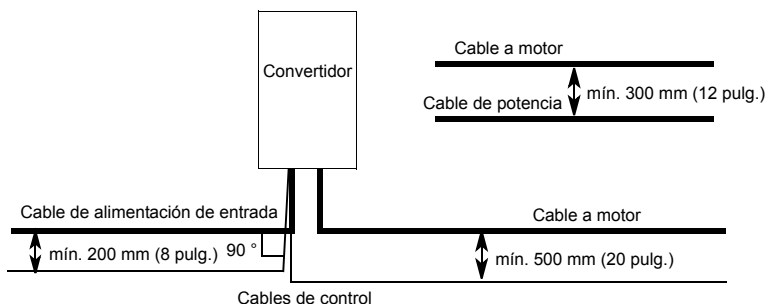 Convertidor
Cable a motor
mín. 300 mm (12 pulg.)
Cable de potencia
Cable de alimentación de entrada
Cable a motor
mín. 200 mm (8 pulg.)
90 °
mín. 500 mm (20 pulg.)
Cables de control